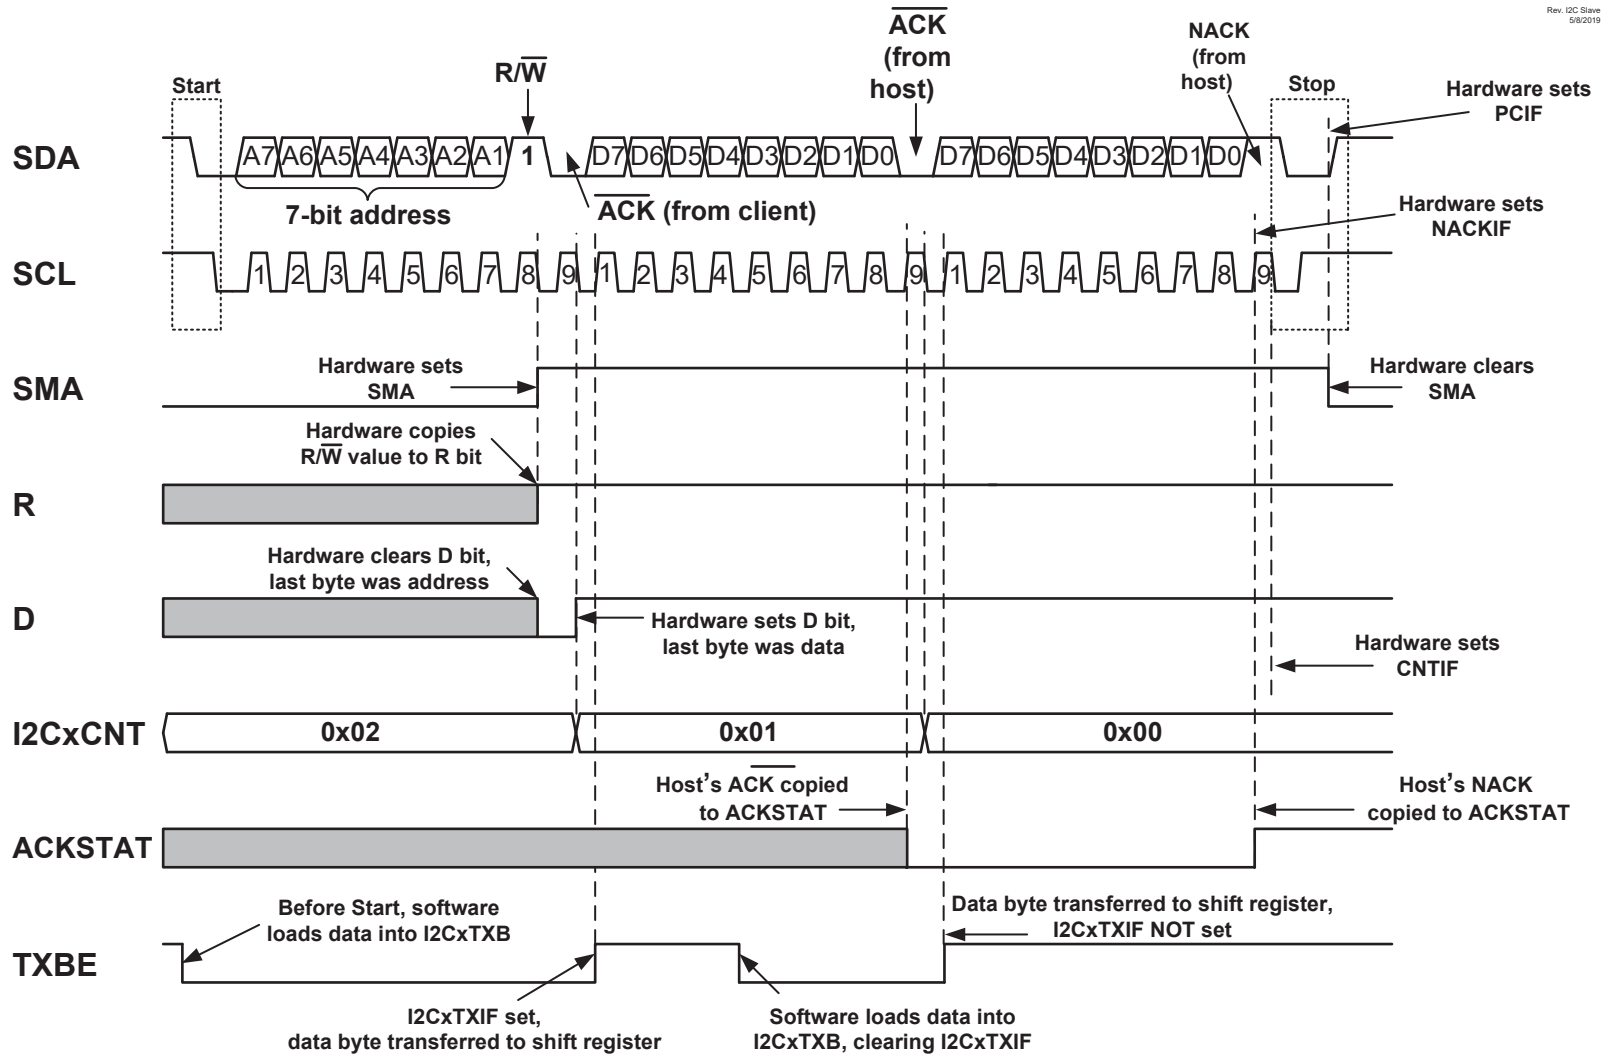 Rev. I2C Slave
5/8/2019
ACK
(from
host)
NACK
(from
host)
R/W
Start
Stop
Hardware sets
PCIF
SDA
A7 A6 A5 A4 A3 A2 A1 1 D7 D6 D5 D4 D3 D2 D1 D0 D7 D6 D5 D4 D3 D2 D1 D0
7-bit address
ACK (from client)
Hardware sets
NACKIF
SCL
1 2 3 4 5 6 7 8 9 1 2 3 4 5 6 7 8 9 1 2 3 4 5 6 7 8 9
SMA
Hardware sets
SMA
Hardware clears
SMA
Hardware copies
R/W value to R bit
R
Hardware clears D bit,
last byte was address
D
Hardware sets D bit,
last byte was data
Hardware sets
CNTIF
I2CxCNT
0x02
0x01
0x00
Host's ACK copied
to ACKSTAT
Host's NACK
copied to ACKSTAT
ACKSTAT
Before Start, software
loads data into I2CxTXB
Data byte transferred to shift register,
I2CxTXIF NOT set
TXBE
I2CxTXIF set,
data byte transferred to shift register
Software loads data into
I2CxTXB, clearing I2CxTXIF